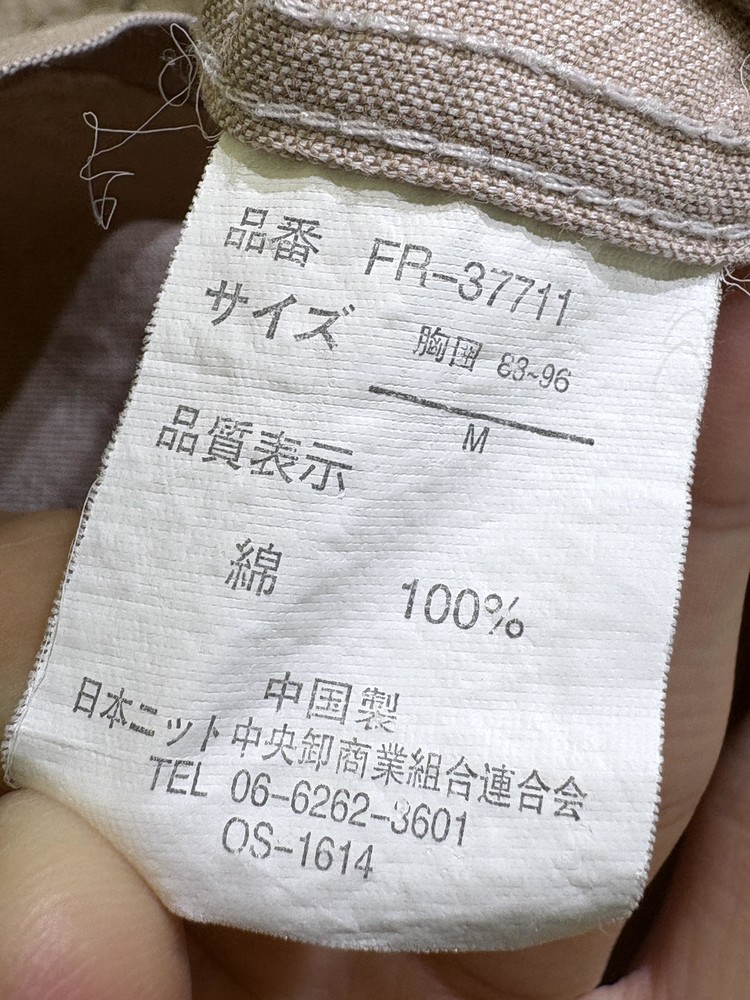 品番 FR-37711
サイズ 胸囲 83~96
M
品質表示
綿 100%
中国製
日本ニット中央卸商業組合連合会
TEL 06-6262-3601
OS-1614